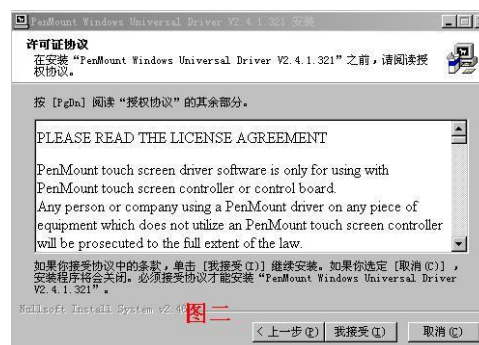 PenMount Windows Universal Driver V2.4.1.321 安装
许可证协议
在安装“PenMount Windows Universal Driver V2.4.1.321”之前，请阅读授
权协议。
按 [PgDn] 阅读“授权协议”的其余部分。
PLEASE READ THE LICENSE AGREEMENT
PenMount touch screen driver software is only for using with
PenMount touch screen controller or control board.
Any person or company using a PenMount driver on any piece of
equipment which does not utilize an PenMount touch screen controller
will be prosecuted to the full extent of the law.
如果你接受协议中的条款，单击 [我接受(I)] 继续安装。如果你选定 [取消(C)] ，
安装程序将会关闭。必须接受协议才能安装“PenMount Windows Universal Driver
V2.4.1.321”。
Nullsoft Install System v2.46
图二
< 上一步(P) 我接受(I) 取消(C)